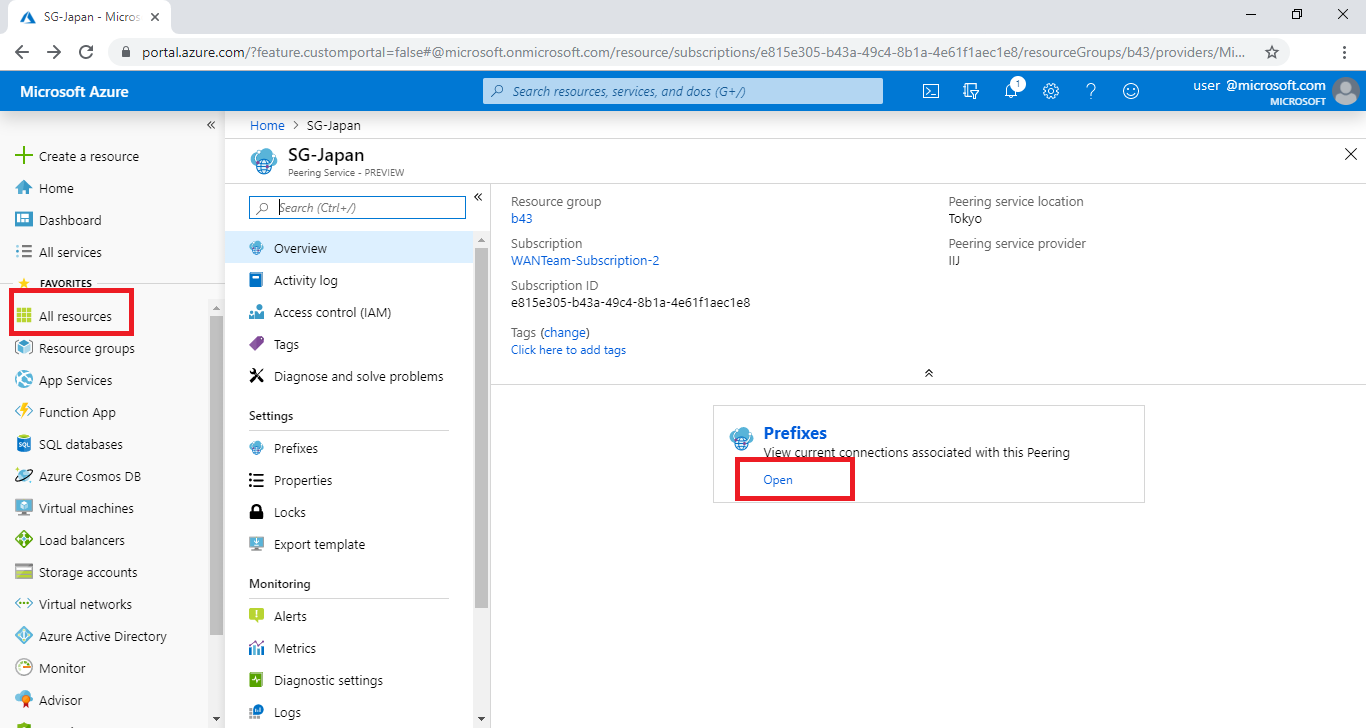 SG-Japan - Micros
portal.azure.com/?feature.customportal=false#@microsoft.onmicrosoft.com/resource/subscriptions/e815e305-b43a-49c4-8b1a-4e61f1aec1e8/resourceGroups/b43/providers/Mi...
Microsoft Azure
Search resources, services, and docs (G+/)
1
user @microsoft.com
MICROSOFT
Create a resource
Home
Dashboard
All services
FAVORITES
All resources
Resource groups
App Services
Function App
SQL databases
Azure Cosmos DB
Virtual machines
Load balancers
Storage accounts
Virtual networks
Azure Active Directory
Monitor
Advisor
Home > SG-Japan
SG-Japan
Peering Service - PREVIEW
Search (Ctrl+/)
Overview
Activity log
Access control (IAM)
Tags
Diagnose and solve problems
Settings
Prefixes
Properties
Locks
Export template
Monitoring
Alerts
Metrics
Diagnostic settings
Logs
Resource group
b43
Subscription
WANTeam-Subscription-2
Subscription ID
e815e305-b43a-49c4-8b1a-4e61f1aec1e8
Tags (change)
Click here to add tags
Peering service location
Tokyo
Peering service provider
IIJ
Prefixes
View current connections associated with this Peering
Open